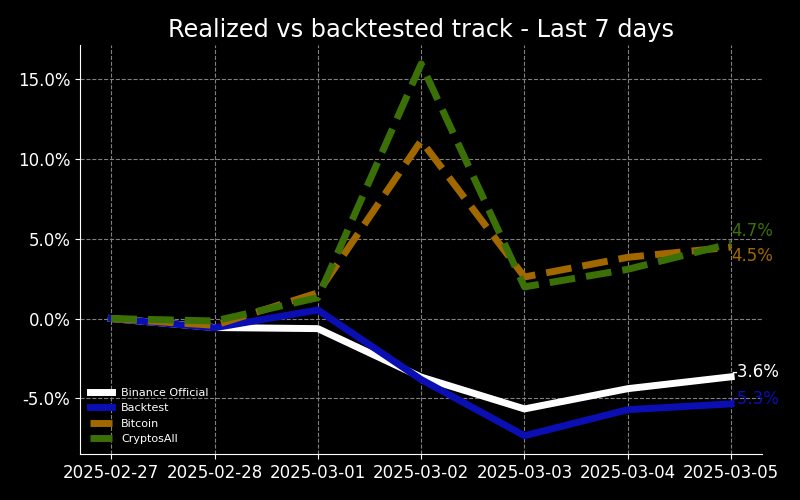 Realized vs backtested track - Last 7 days
15.0%
10.0%
5.0%
0.0%
-5.0%
4.7%
4.5%
-3.6%
-5.3%
Binance Official
Backtest
Bitcoin
CryptosAll
2025-02-27 2025-02-28 2025-03-01 2025-03-02 2025-03-03 2025-03-04 2025-03-05